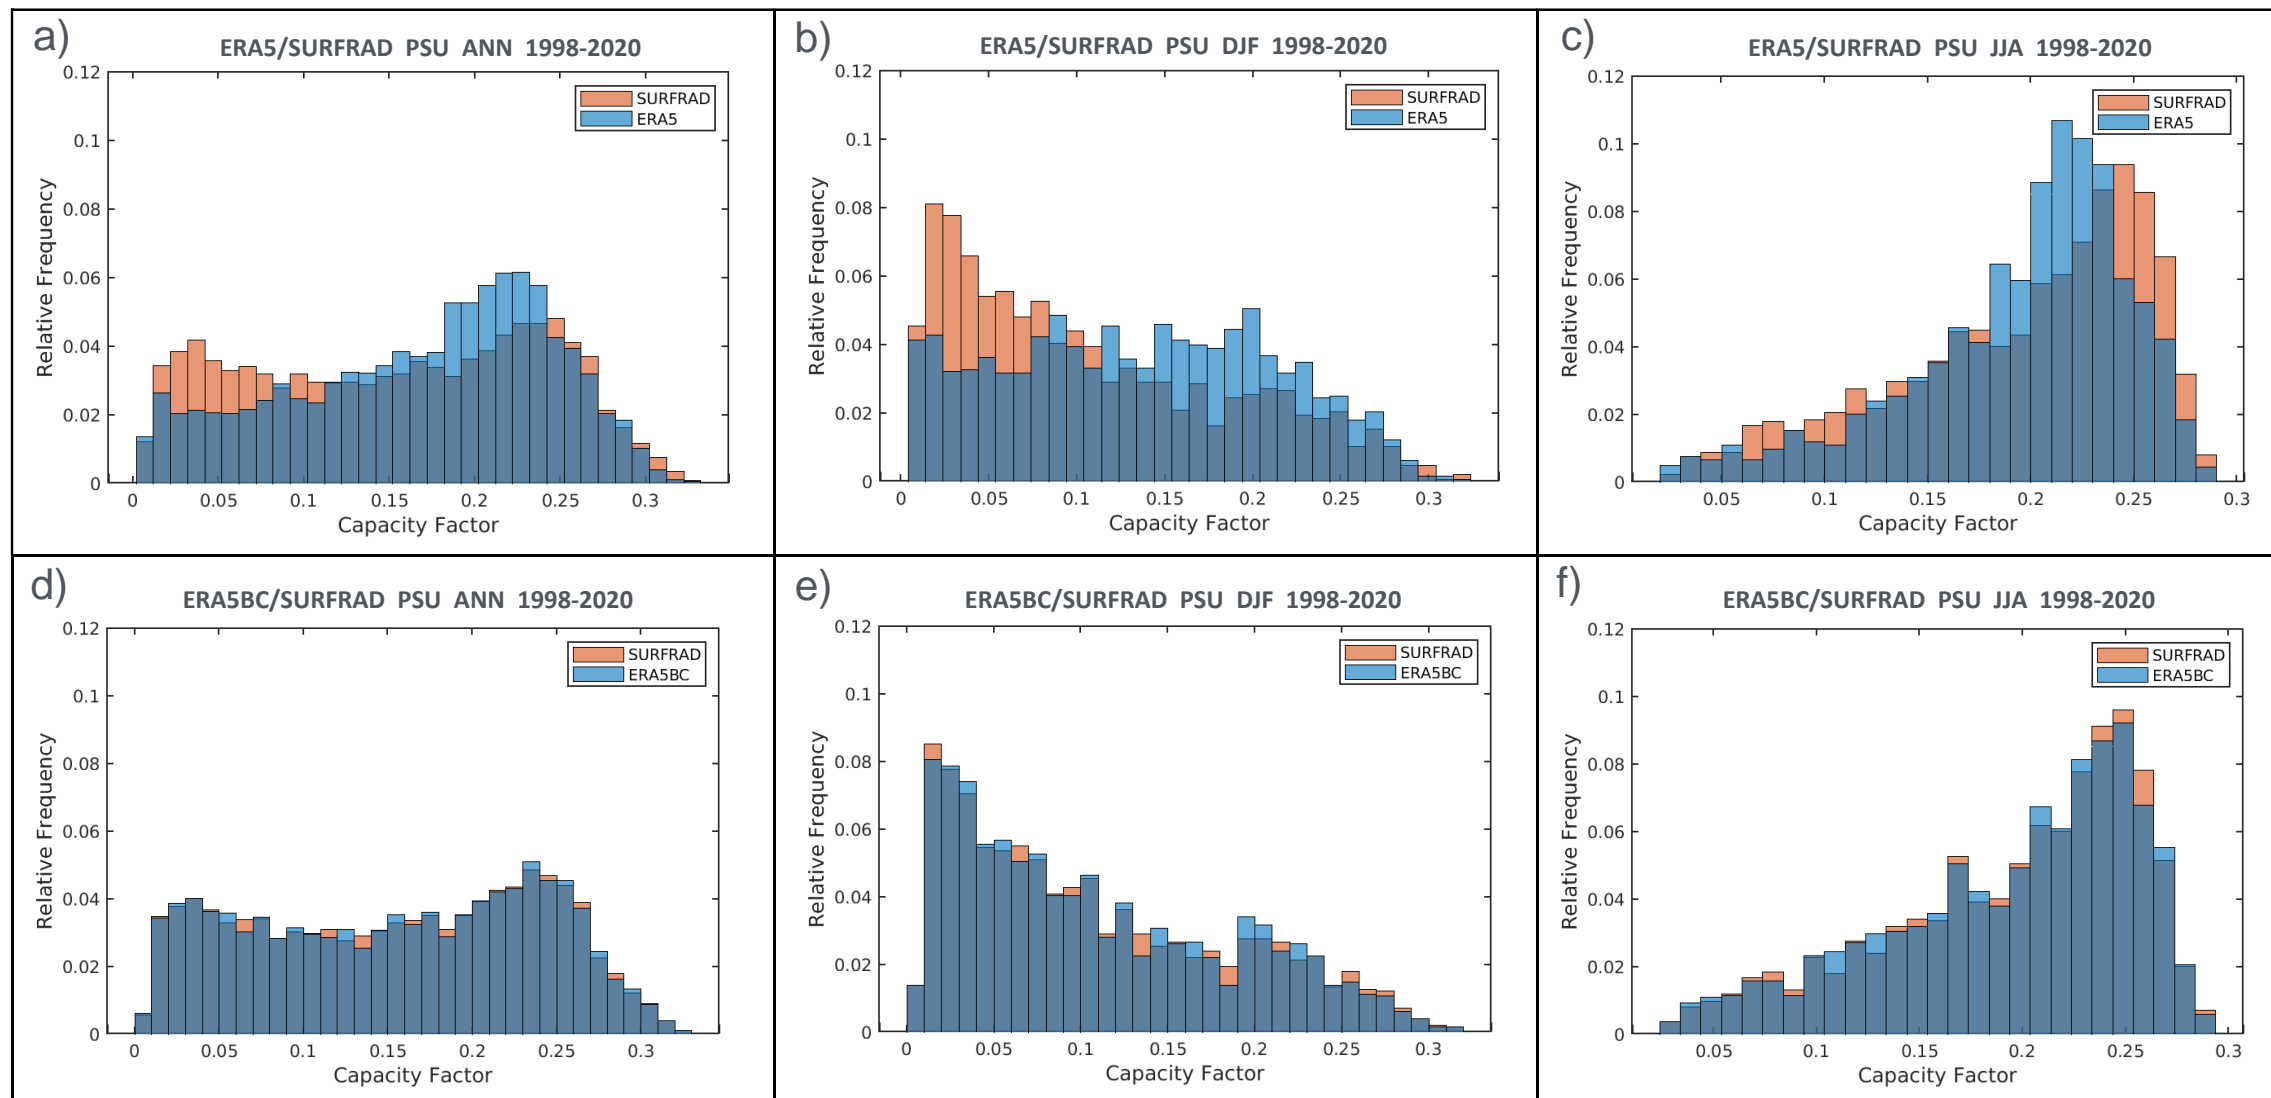 a)
ERA5/SURFRAD PSU ANN 1998-2020
0.12
0.1
0.08
0.06
0.04
0.02
0
Relative Frequency
SURFRAD
ERA5
0 0.05 0.1 0.15 0.2 0.25 0.3
Capacity Factor
b)
ERA5/SURFRAD PSU DJF 1998-2020
0.12
0.1
0.08
0.06
0.04
0.02
0
Relative Frequency
SURFRAD
ERA5
0 0.05 0.1 0.15 0.2 0.25 0.3
Capacity Factor
c)
ERA5/SURFRAD PSU JJA 1998-2020
0.12
0.1
0.08
0.06
0.04
0.02
0
Relative Frequency
SURFRAD
ERA5
0.05 0.1 0.15 0.2 0.25 0.3
Capacity Factor
d)
ERA5BC/SURFRAD PSU ANN 1998-2020
0.12
0.1
0.08
0.06
0.04
0.02
0
Relative Frequency
SURFRAD
ERA5BC
0 0.05 0.1 0.15 0.2 0.25 0.3
Capacity Factor
e)
ERA5BC/SURFRAD PSU DJF 1998-2020
0.12
0.1
0.08
0.06
0.04
0.02
0
Relative Frequency
SURFRAD
ERA5BC
0 0.05 0.1 0.15 0.2 0.25 0.3
Capacity Factor
f)
ERA5BC/SURFRAD PSU JJA 1998-2020
0.12
0.1
0.08
0.06
0.04
0.02
0
Relative Frequency
SURFRAD
ERA5BC
0.05 0.1 0.15 0.2 0.25 0.3
Capacity Factor